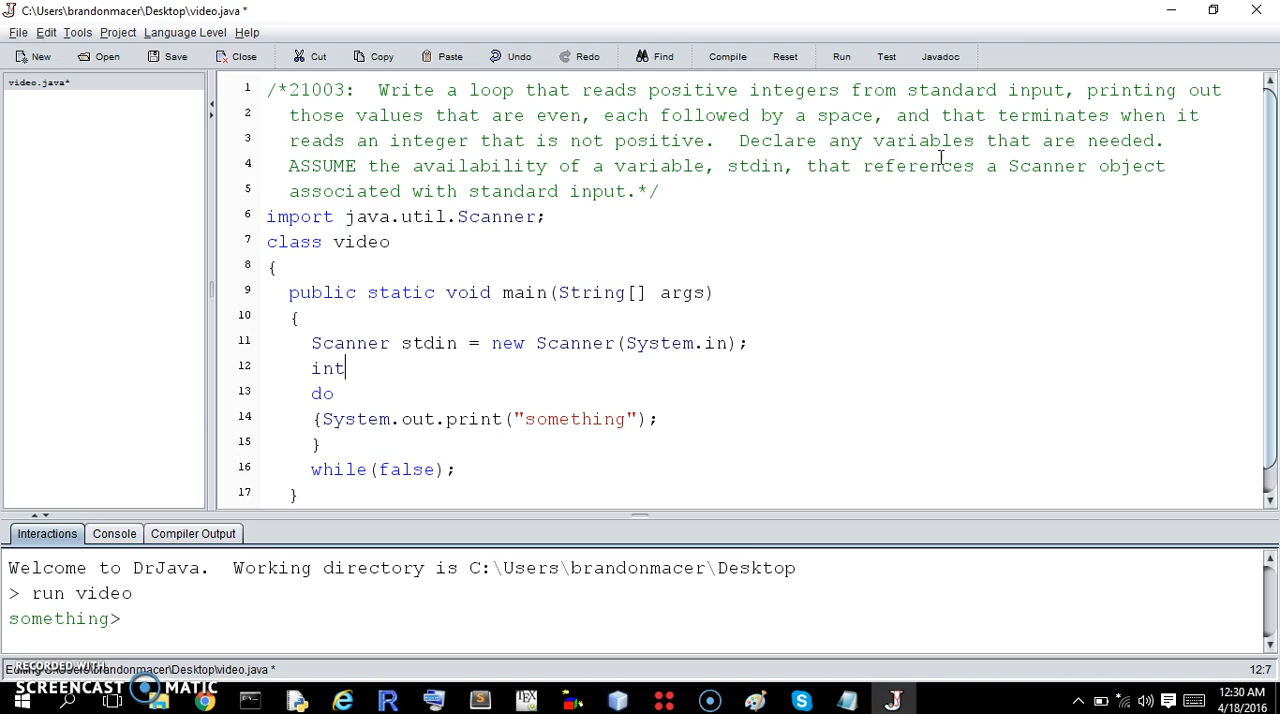 C:\Users\brandonmacer\Desktop\video.java *
File Edit Tools Project Language Level Help
New Open Save Close Cut Copy Paste Undo Redo Find Compile Reset Run Test Javadoc
video.java*
1 /*21003:  Write a loop that reads positive integers from standard input, printing out
2 those values that are even, each followed by a space, and that terminates when it
3 reads an integer that is not positive.  Declare any variables that are needed.
4 ASSUME the availability of a variable, stdin, that references a Scanner object
5 associated with standard input.*/
6 import java.util.Scanner;
7 class video
8 {
9 public static void main(String[] args)
10 {
11 Scanner stdin = new Scanner(System.in);
12 int
13 do
14 {System.out.print("something");
15 }
16 while(false);
17 }
Interactions Console Compiler Output
Welcome to DrJava.  Working directory is C:\Users\brandonmacer\Desktop
> run video
something>
RECORDED WITH
SCREENCAST MATIC
brandonmacer\Desktop\video.java *
12:7
12:30 AM
4/18/2016